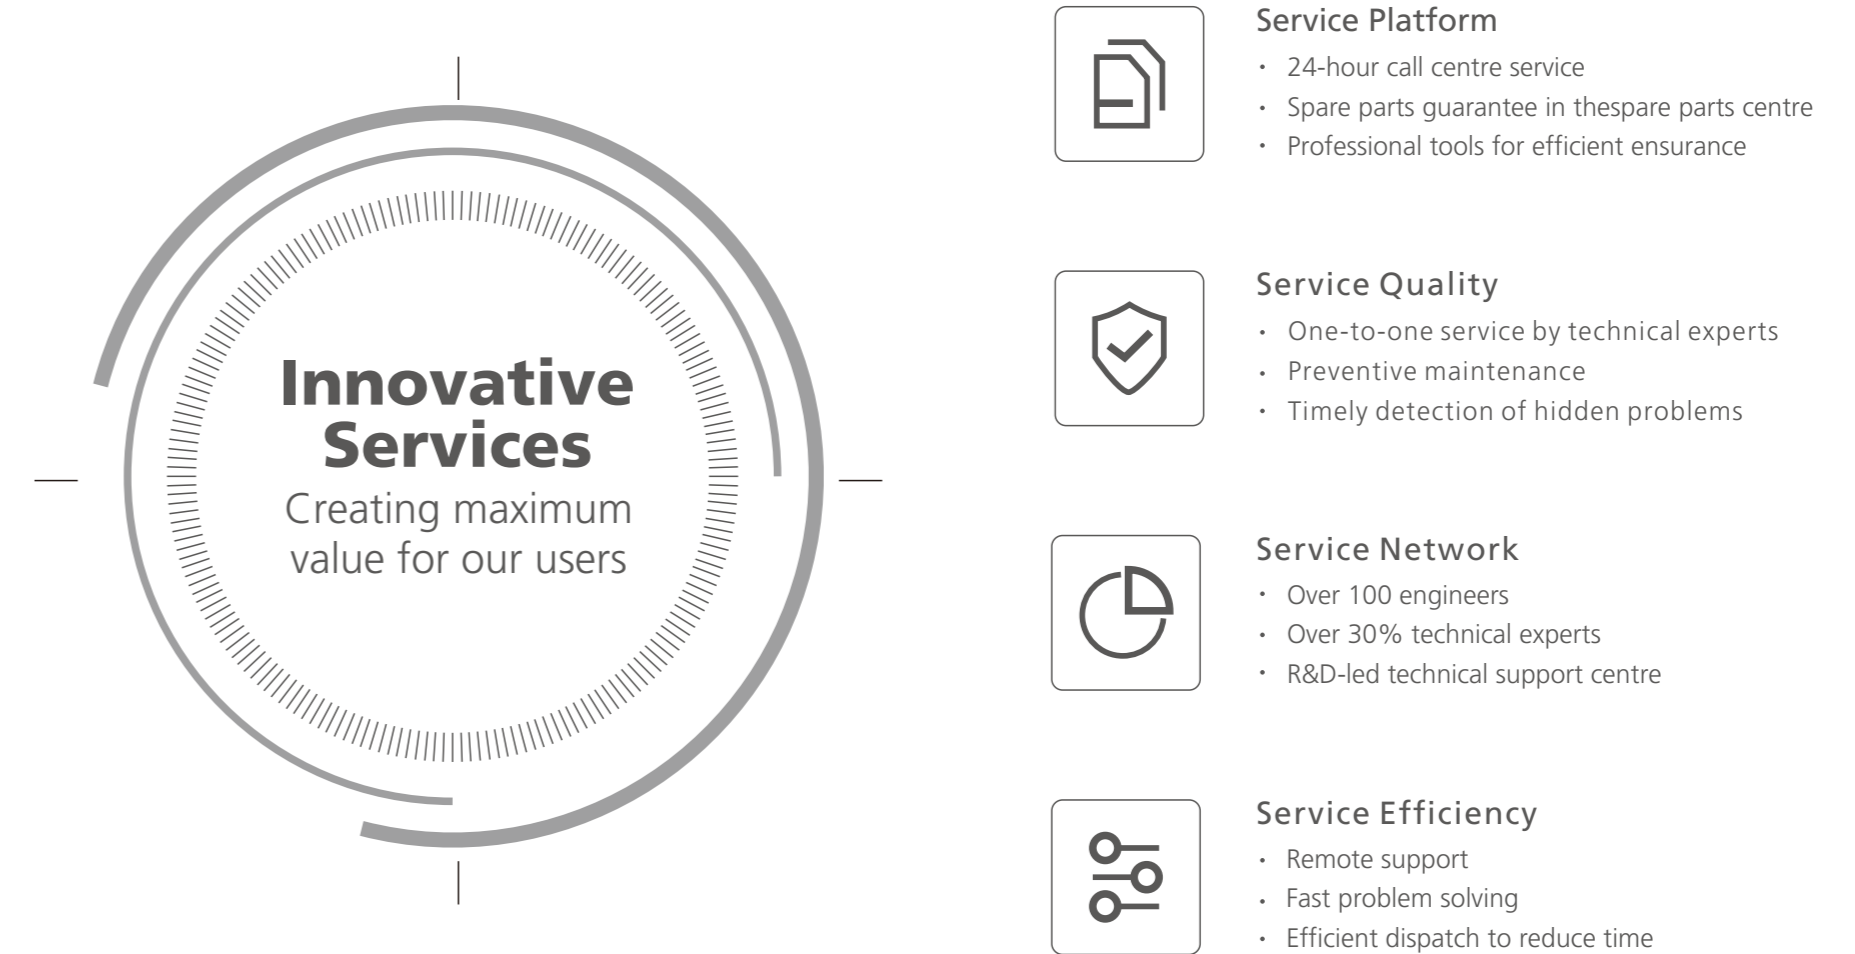 Innovative
Services
Creating maximum
value for our users
Service Platform
• 24-hour call centre service
• Spare parts guarantee in thespare parts centre
• Professional tools for efficient ensurance
Service Quality
• One-to-one service by technical experts
• Preventive maintenance
• Timely detection of hidden problems
Service Network
• Over 100 engineers
• Over 30% technical experts
• R&D-led technical support centre
Service Efficiency
• Remote support
• Fast problem solving
• Efficient dispatch to reduce time